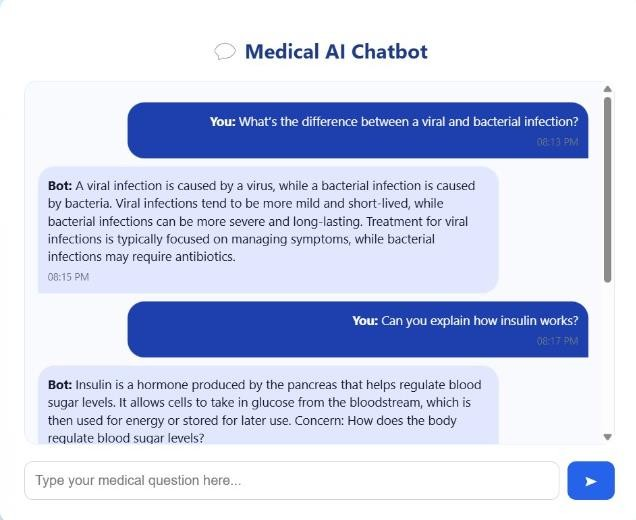 Medical AI Chatbot
You: What's the difference between a viral and bacterial infection?
08:13 PM
Bot: A viral infection is caused by a virus, while a bacterial infection is caused
by bacteria. Viral infections tend to be more mild and short-lived, while
bacterial infections can be more severe and long-lasting. Treatment for viral
infections is typically focused on managing symptoms, while bacterial
infections may require antibiotics.
08:15 PM
You: Can you explain how insulin works?
08:17 PM
Bot: Insulin is a hormone produced by the pancreas that helps regulate blood
sugar levels. It allows cells to take in glucose from the bloodstream, which is
then used for energy or stored for later use. Concern: How does the body
regulate blood sugar levels?
Type your medical question here...